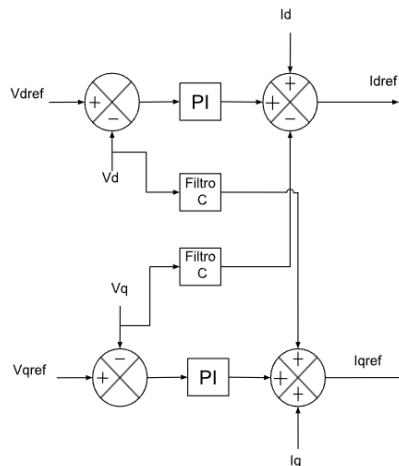 Id
Vdref
+
−
PI
+
+
−
Idref
Vd
Filtro
C
Filtro
C
Vq
Vqref
+
−
PI
+
+
+
Iqref
Iq